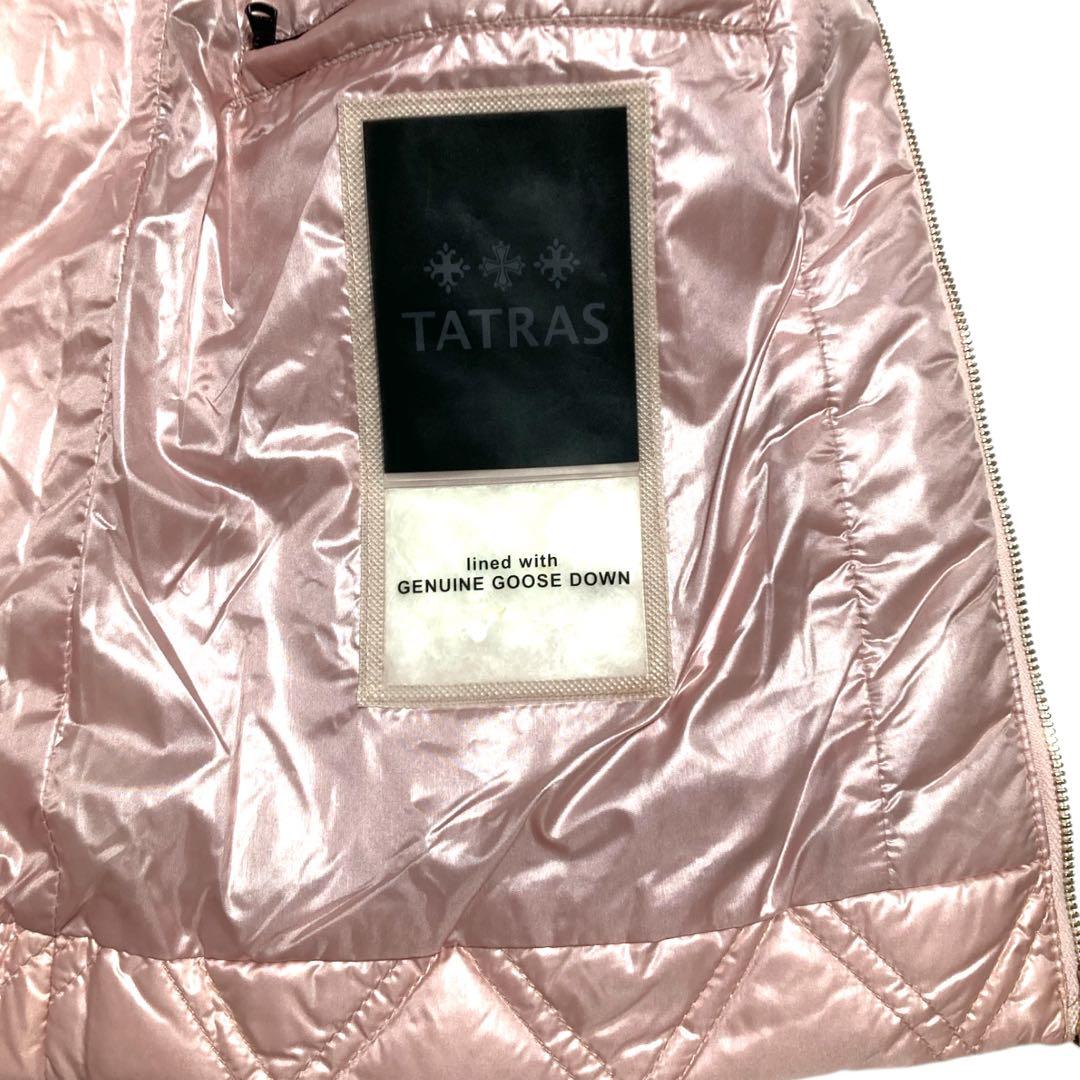 TATRAS
lined with
GENUINE GOOSE DOWN